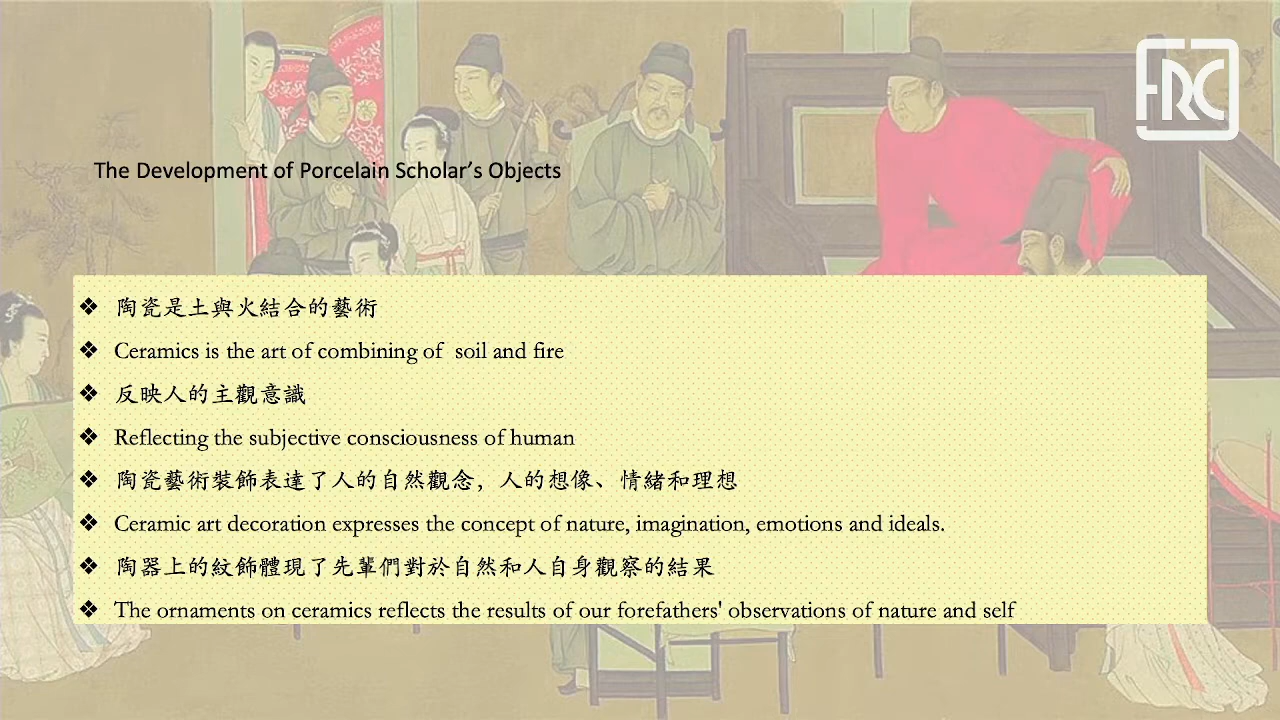 FRC
The Development of Porcelain Scholar’s Objects
❖ 陶瓷是土與火結合的藝術
❖ Ceramics is the art of combining of  soil and fire
❖ 反映人的主觀意識
❖ Reflecting the subjective consciousness of human
❖ 陶瓷藝術裝飾表達了人的自然觀念，人的想像、情緒和理想
❖ Ceramic art decoration expresses the concept of nature, imagination, emotions and ideals.
❖ 陶器上的紋飾體現了先輩們對於自然和人自身觀察的結果
❖ The ornaments on ceramics reflects the results of our forefathers' observations of nature and self